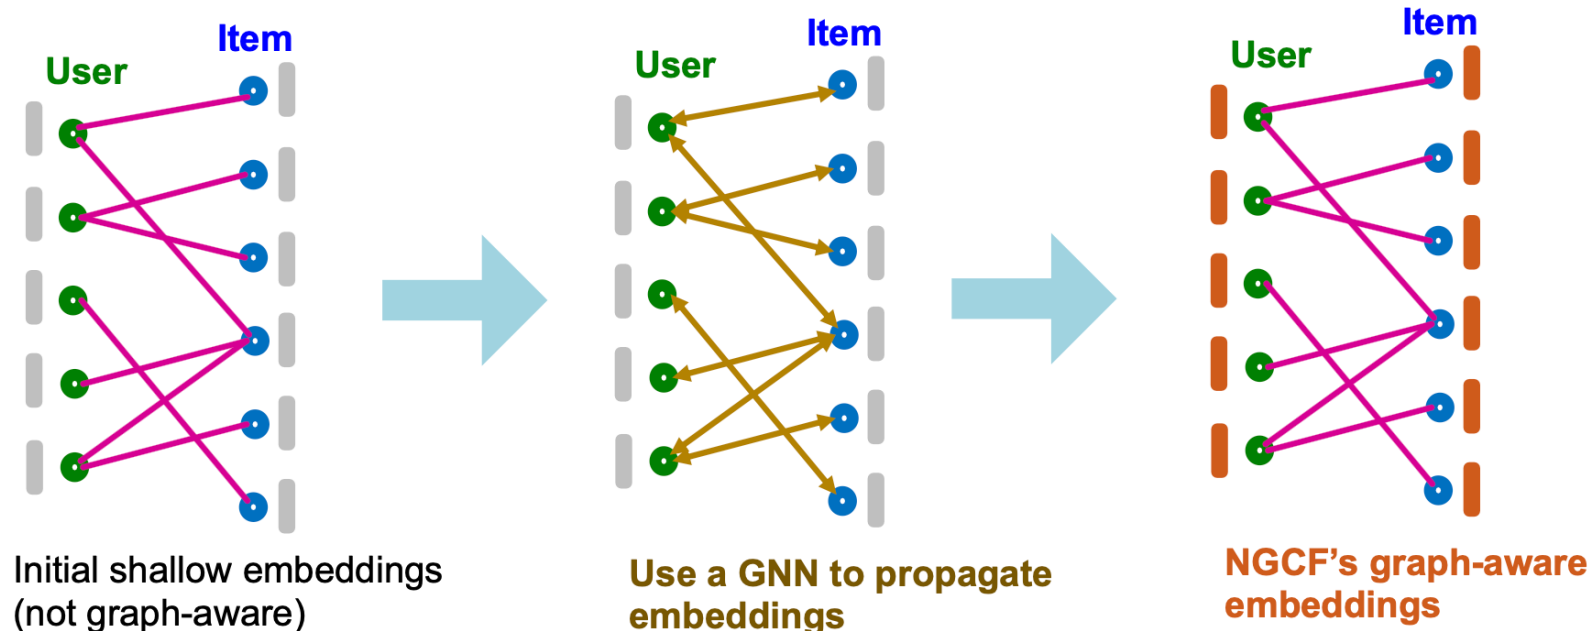 User
Item
Initial shallow embeddings
(not graph-aware)
User
Item
Use a GNN to propagate
embeddings
User
Item
NGCF’s graph-aware
embeddings